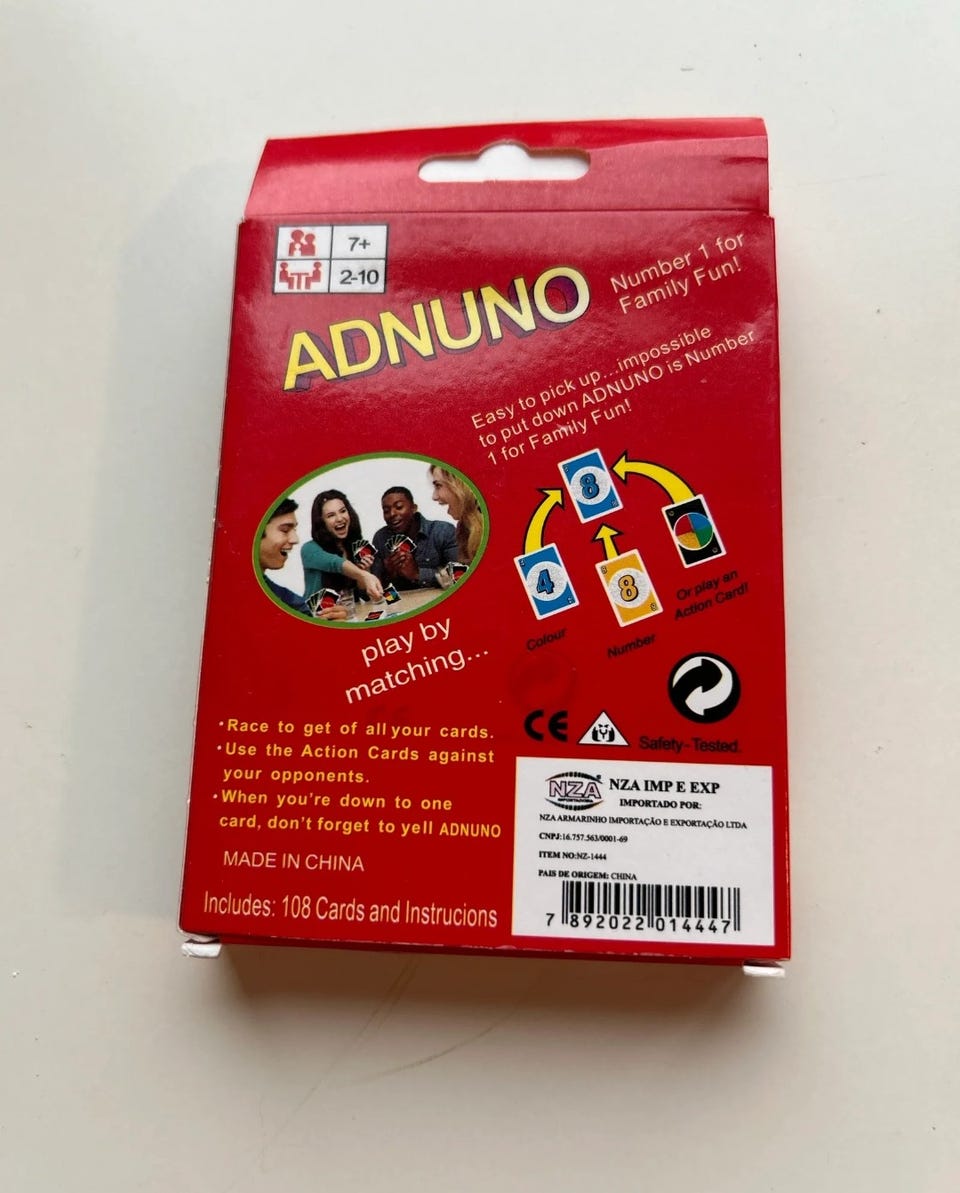 7+
2-10
ADNUNO
Number 1 for
Family Fun!
Easy to pick up...impossible
to put down ADNUNO is Number
1 for Family Fun!
8
4
8
Colour
Number
Or play an
Action Card!
play by
matching...
•Race to get of all your cards.
•Use the Action Cards against
your opponents.
•When you're down to one
card, don't forget to yell ADNUNO
MADE IN CHINA
Includes: 108 Cards and Instrucions
CE
Safety-Tested.
NZA
IMPORTADORA
NZA IMP E EXP
IMPORTADO POR:
NZA ARMARINHO IMPORTAÇÃO E EXPORTAÇÃO LTDA
CNPJ:16.757.563/0001-69
ITEM NO:NZ-1444
PAIS DE ORIGEM: CHINA
7 892022 014447